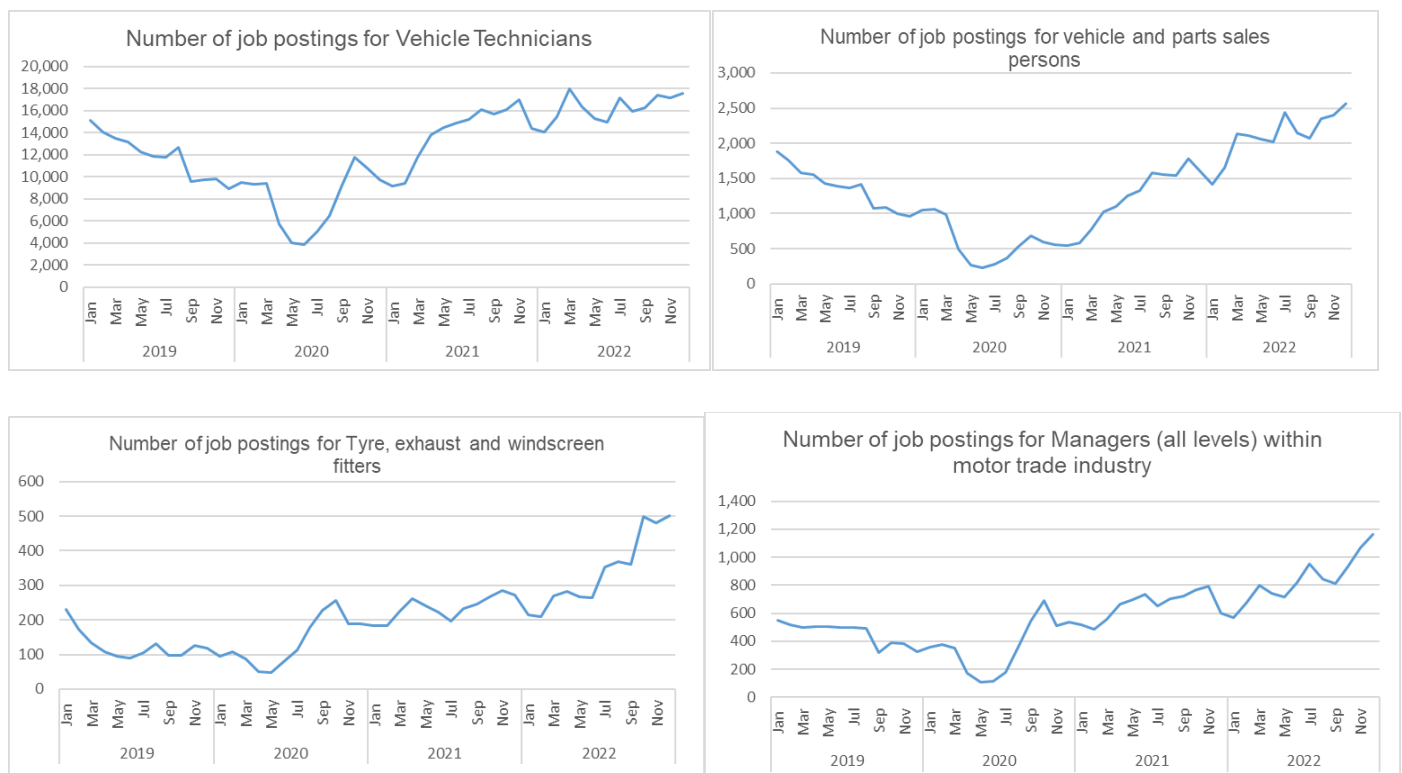 Number of job postings for Vehicle Technicians
20,000
18,000
16,000
14,000
12,000
10,000
8,000
6,000
4,000
2,000
0
Jan Mar May Jul Sep Nov Jan Mar May Jul Sep Nov Jan Mar May Jul Sep Nov Jan Mar May Jul Sep Nov
2019 2020 2021 2022
Number of job postings for vehicle and parts sales
persons
3,000
2,500
2,000
1,500
1,000
500
0
Jan Mar May Jul Sep Nov Jan Mar May Jul Sep Nov Jan Mar May Jul Sep Nov Jan Mar May Jul Sep Nov
2019 2020 2021 2022
Number of job postings for Tyre, exhaust and windscreen
fitters
600
500
400
300
200
100
0
Jan Mar May Jul Sep Nov Jan Mar May Jul Sep Nov Jan Mar May Jul Sep Nov Jan Mar May Jul Sep Nov
2019 2020 2021 2022
Number of job postings for Managers (all levels) within
motor trade industry
1,400
1,200
1,000
800
600
400
200
0
Jan Mar May Jul Sep Nov Jan Mar May Jul Sep Nov Jan Mar May Jul Sep Nov Jan Mar May Jul Sep Nov
2019 2020 2021 2022